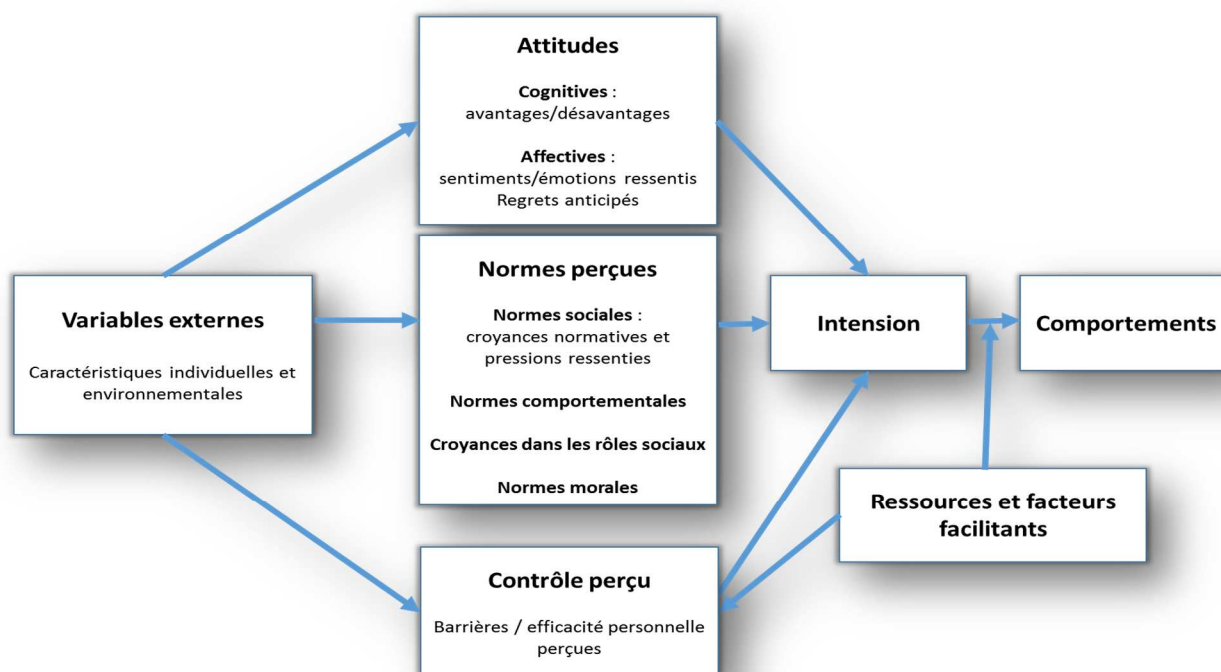 Attitudes
Cognitives :
avantages/désavantages
Affectives :
sentiments/émotions ressentis
Regrets anticipés
Variables externes
Caractéristiques individuelles et
environnementales
Normes perçues
Normes sociales :
croyances normatives et
pressions ressenties
Normes comportementales
Croyances dans les rôles sociaux
Normes morales
Contrôle perçu
Barrières / efficacité personnelle
perçues
Intension
Comportements
Ressources et facteurs
facilitants